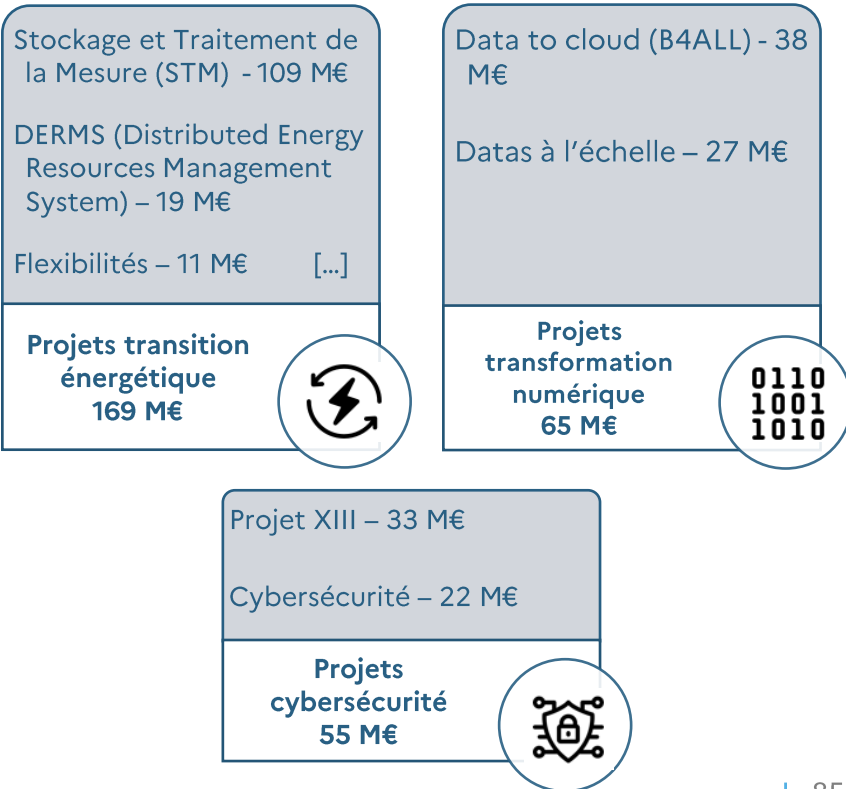 Stockage et Traitement de
la Mesure (STM) - 109 M€
DERMS (Distributed Energy
Resources Management
System) – 19 M€
Flexibilités – 11 M€ [...]
Projets transition
énergétique
169 M€
Data to cloud (B4ALL) - 38
M€
Datas à l’échelle – 27 M€
Projets
transformation
numérique
65 M€
0110
1001
1010
Projet XIII – 33 M€
Cybersécurité – 22 M€
Projets
cybersécurité
55 M€